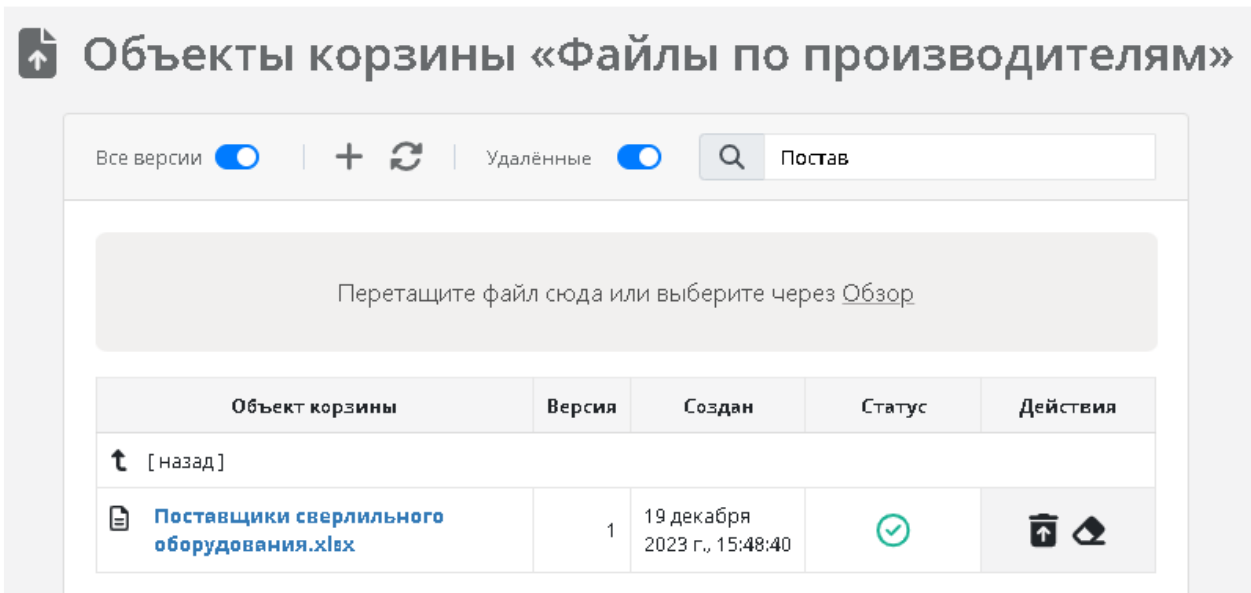 Объекты корзины «Файлы по производителям»
Все версии Удалённые Постав
Перетащите файл сюда или выберите через Обзор
Объект корзины Версия Создан Статус Действия
[ назад ]
Поставщики сверлильного
оборудования.xlsx
1
19 декабря
2023 г., 15:48:40